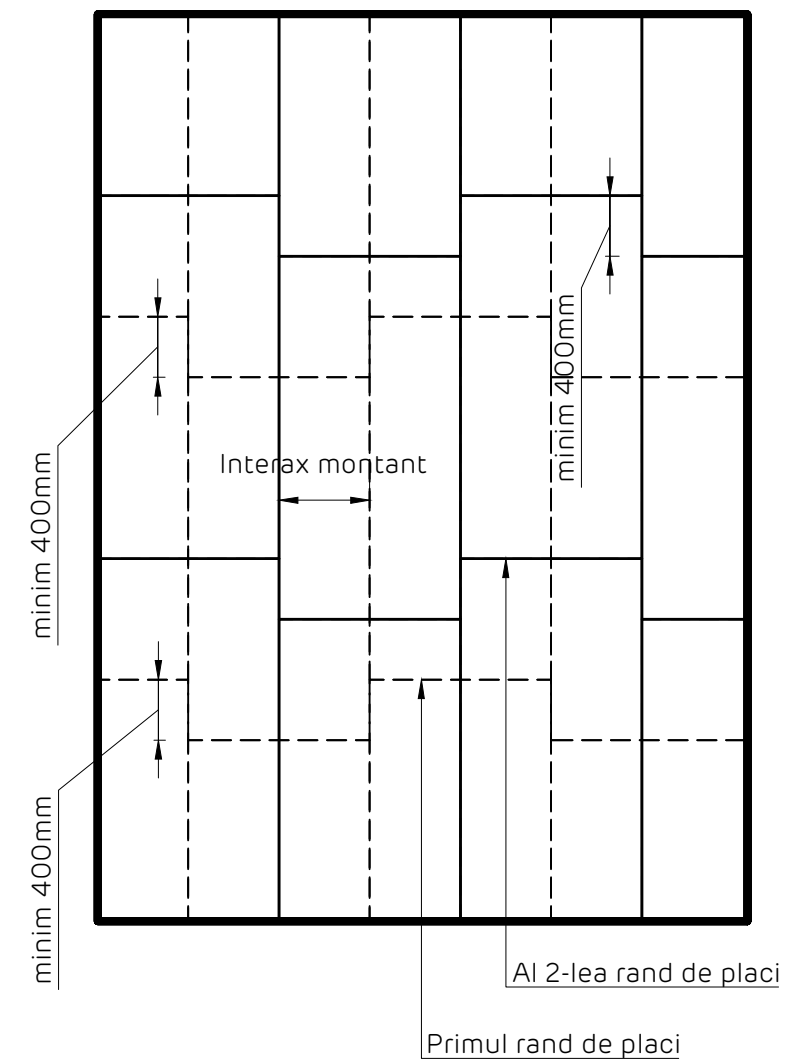 minim 400mm
minim 400mm
Interax montant
minim 400mm
Al 2-lea rand de placi
Primul rand de placi